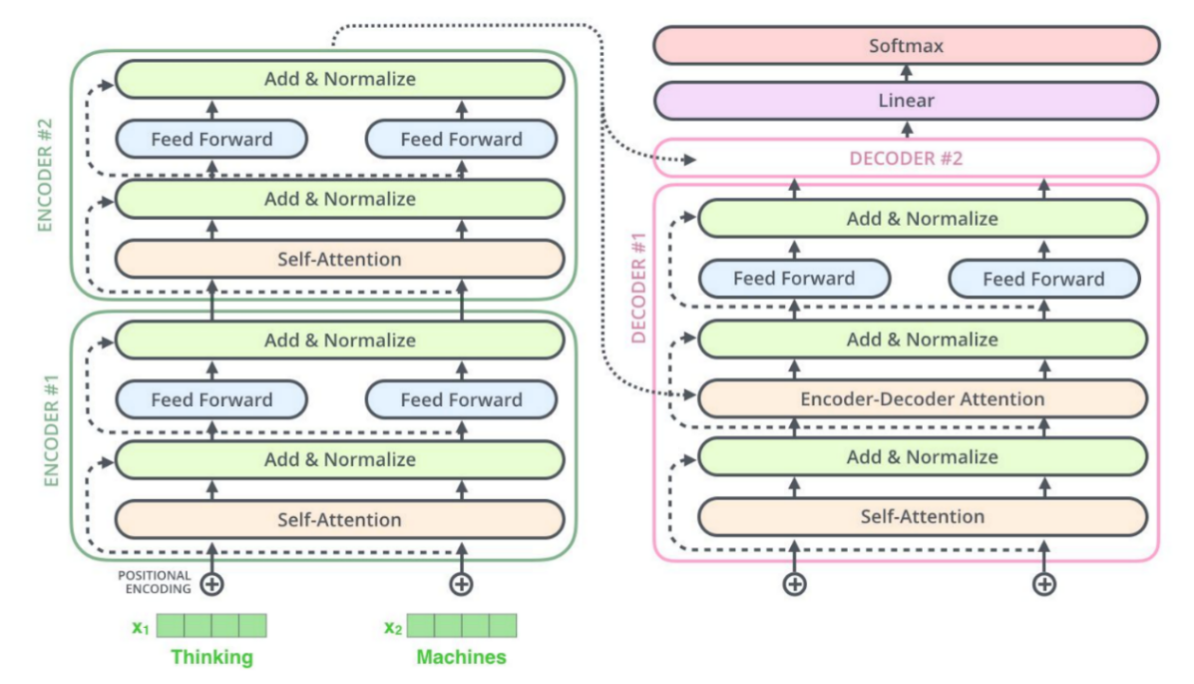 ENCODER #2
Add & Normalize
Feed Forward
Feed Forward
Add & Normalize
Self-Attention
ENCODER #1
Add & Normalize
Feed Forward
Feed Forward
Add & Normalize
Self-Attention
POSITIONAL
ENCODING
x₁
x₂
Thinking
Machines
Softmax
Linear
DECODER #2
DECODER #1
Add & Normalize
Feed Forward
Feed Forward
Add & Normalize
Encoder-Decoder Attention
Add & Normalize
Self-Attention